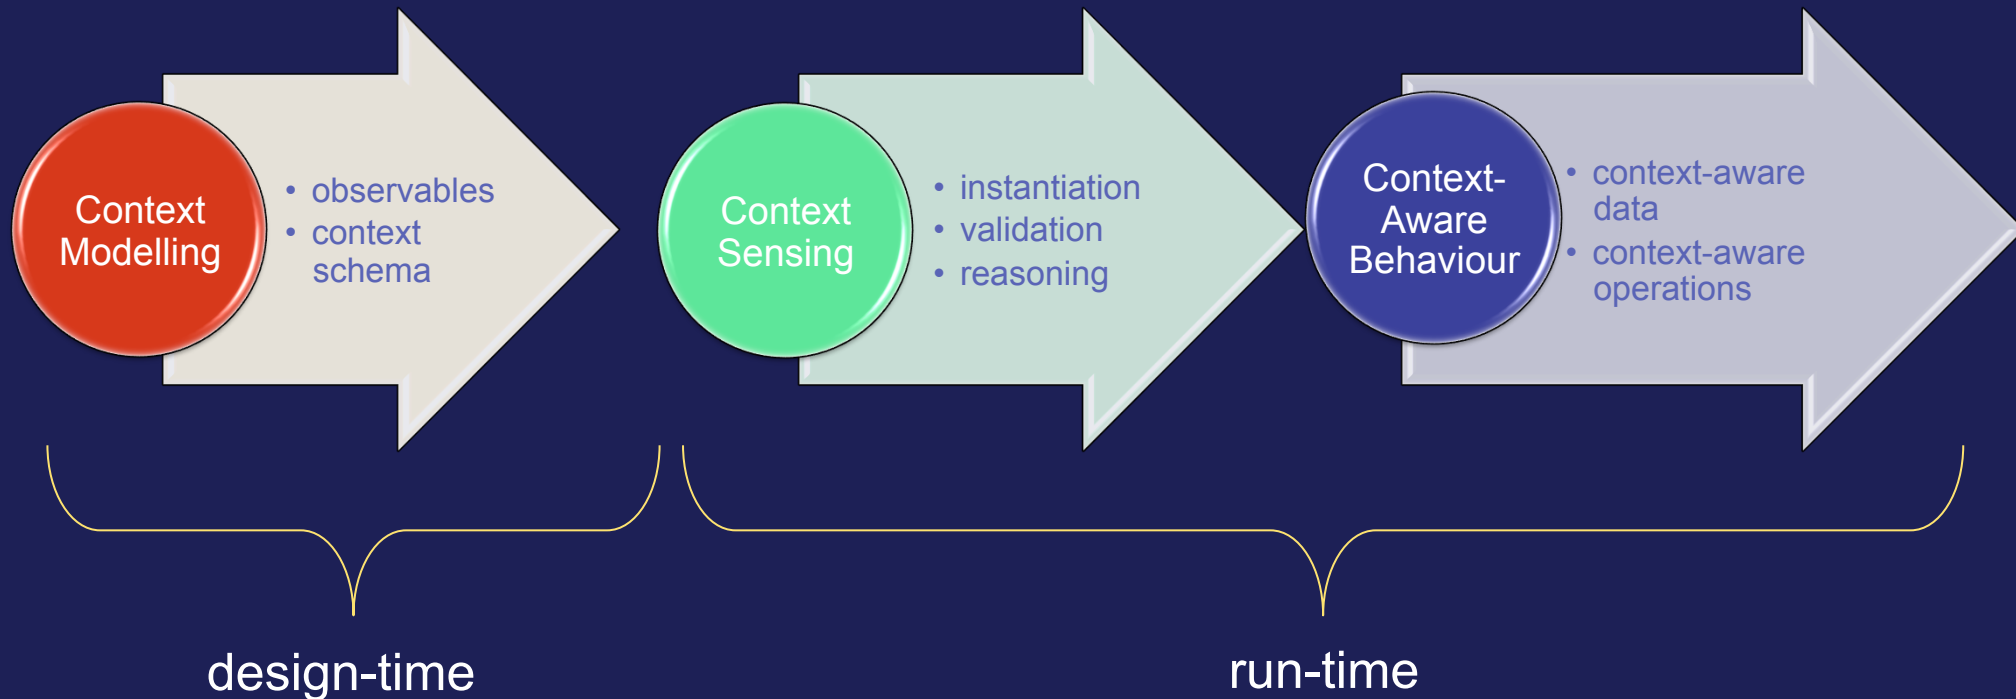 Context
Modelling
• observables
• context
schema
Context
Sensing
• instantiation
• validation
• reasoning
Context-
Aware
Behaviour
• context-aware
data
• context-aware
operations
design-time
run-time